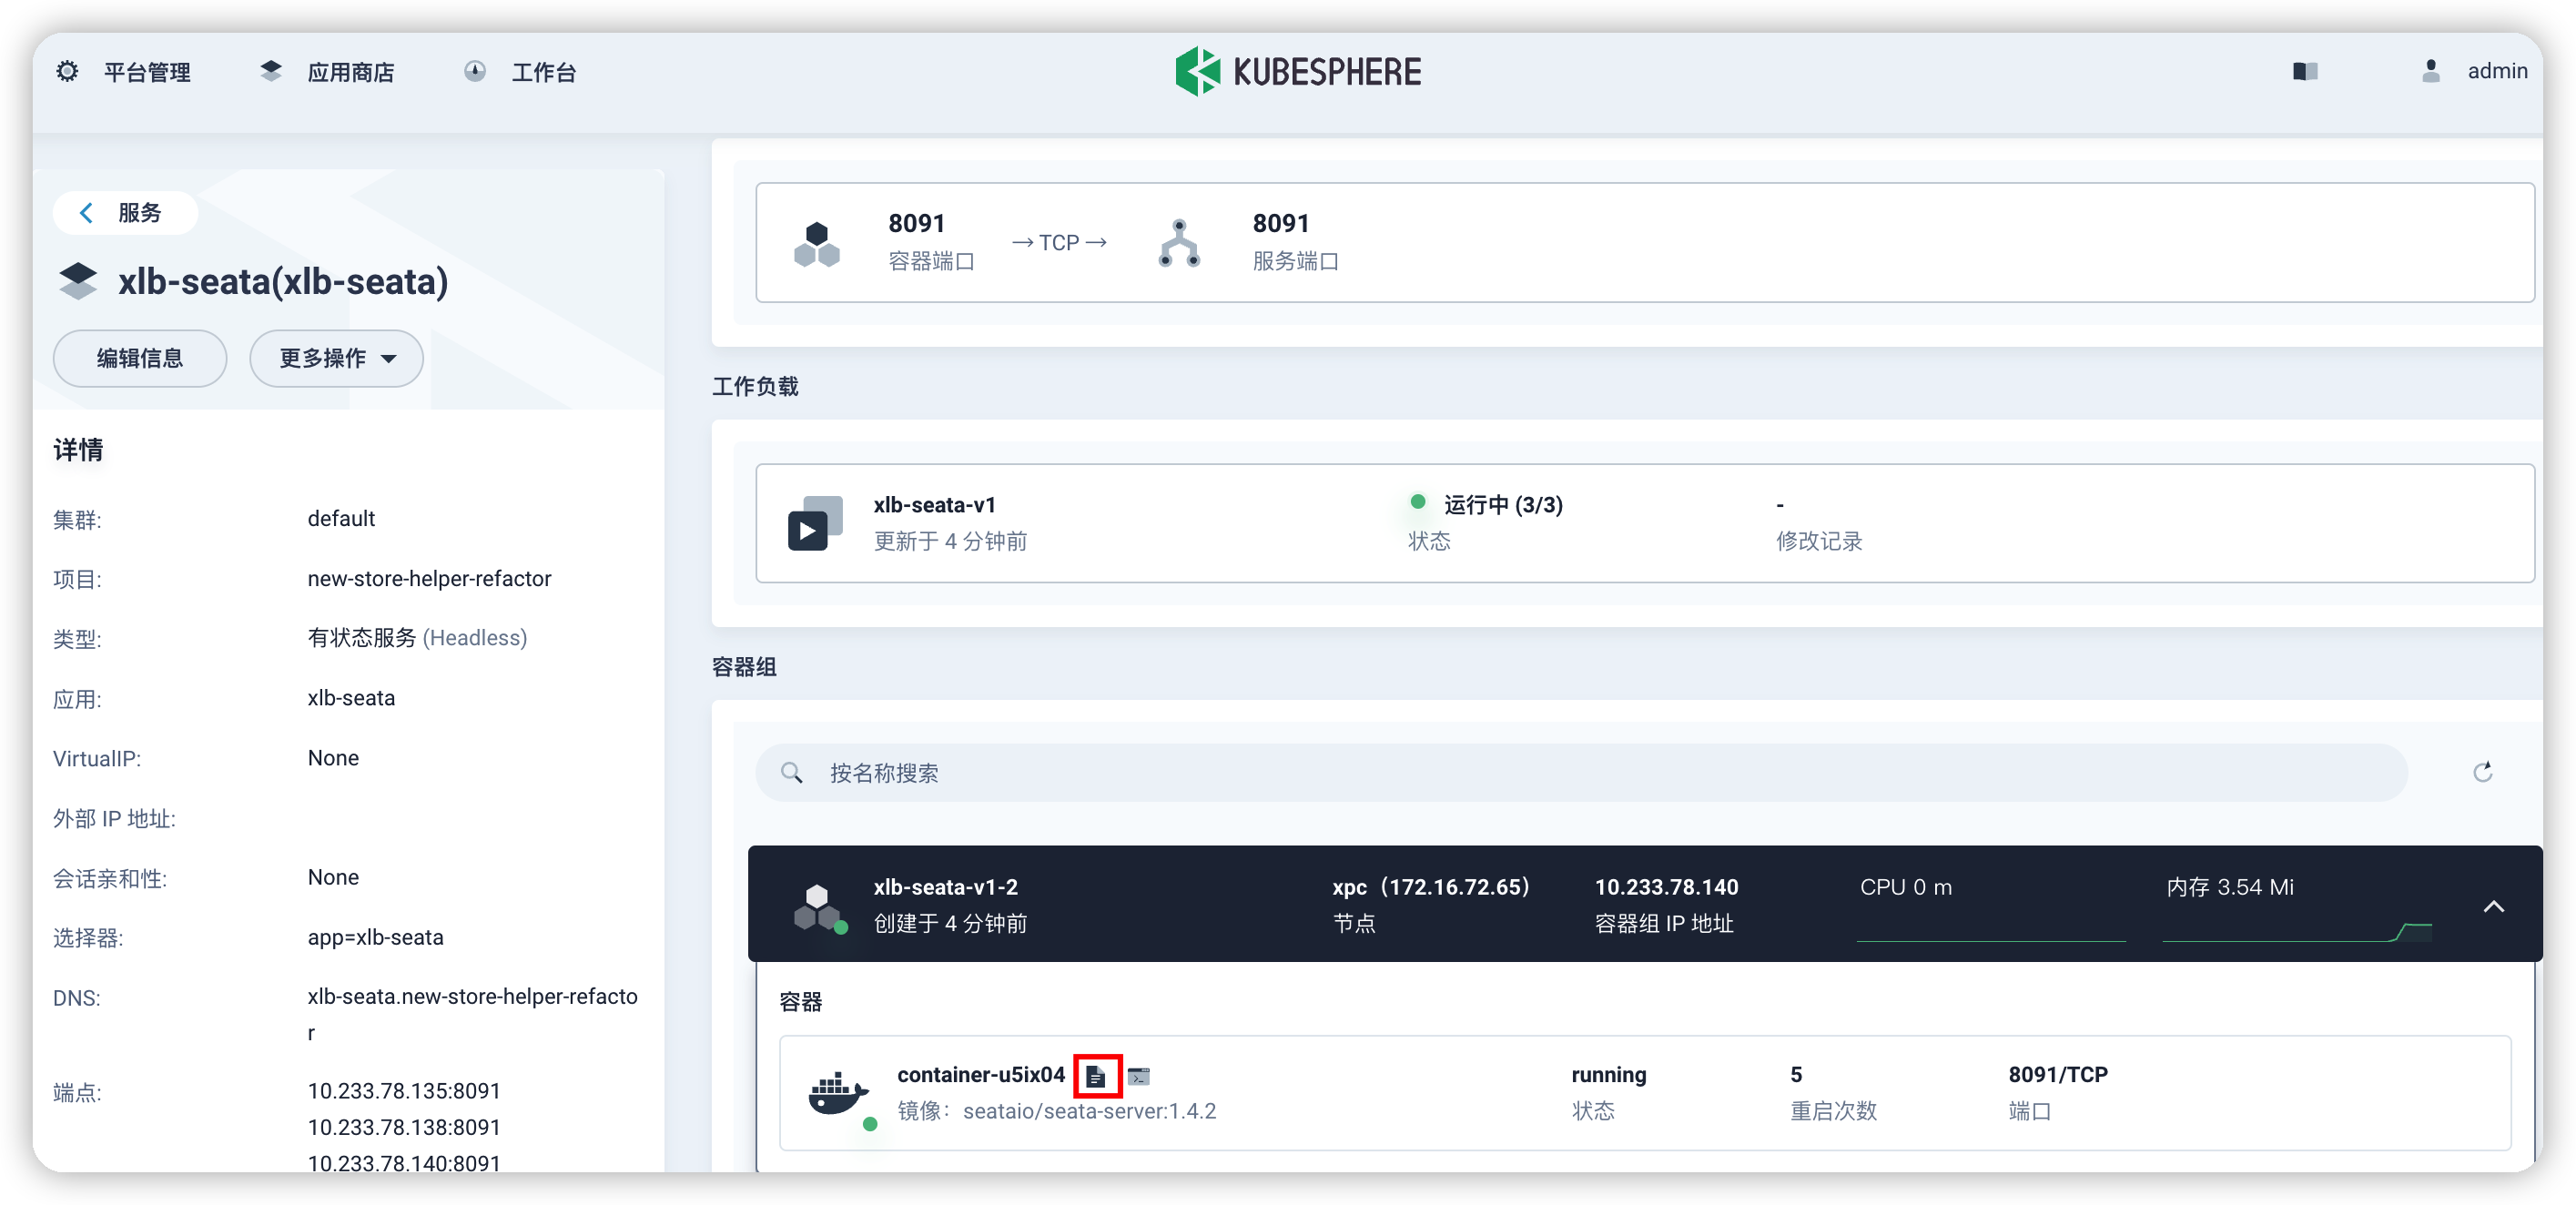 平台管理
应用商店
工作台
KUBESPHERE
admin
服务
xlb-seata(xlb-seata)
编辑信息
更多操作
详情
集群: default
项目: new-store-helper-refactor
类型: 有状态服务 (Headless)
应用: xlb-seata
VirtualIP: None
外部 IP 地址:
会话亲和性: None
选择器: app=xlb-seata
DNS: xlb-seata.new-store-helper-refacto
r
端点: 10.233.78.135:8091
10.233.78.138:8091
10.233.78.140:8091
8091
容器端口
→ TCP →
8091
服务端口
工作负载
xlb-seata-v1
更新于 4 分钟前
运行中 (3/3)
状态
-
修改记录
容器组
按名称搜索
xlb-seata-v1-2
创建于 4 分钟前
xpc（172.16.72.65）
节点
10.233.78.140
容器组 IP 地址
CPU 0 m
内存 3.54 Mi
容器
container-u5ix04
镜像：seataio/seata-server:1.4.2
running
状态
5
重启次数
8091/TCP
端口